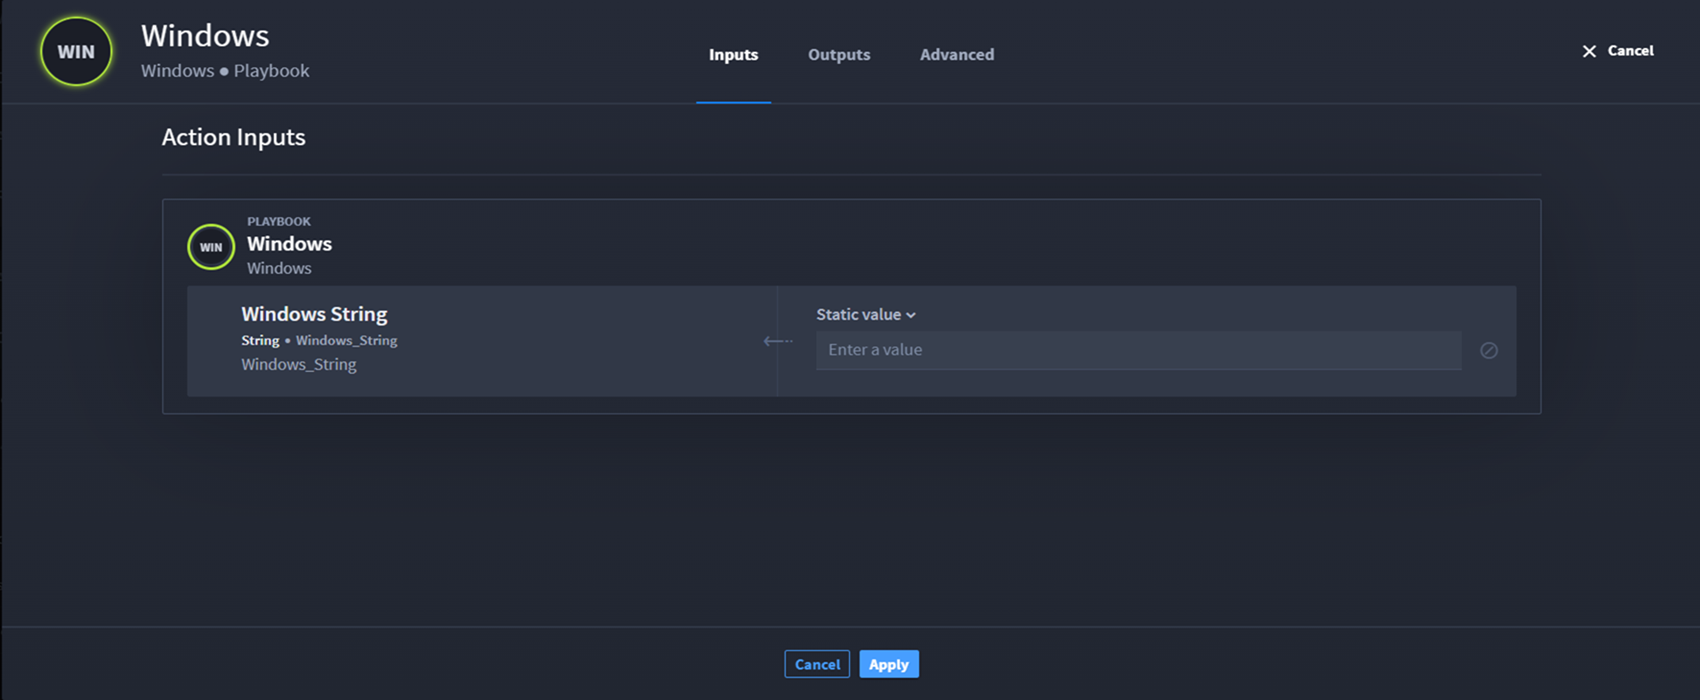 WIN
Windows
Windows • Playbook
Inputs
Outputs
Advanced
Cancel
Action Inputs
PLAYBOOK
WIN
Windows
Windows
Windows String
String • Windows_String
Windows_String
Static value
Enter a value
Cancel
Apply